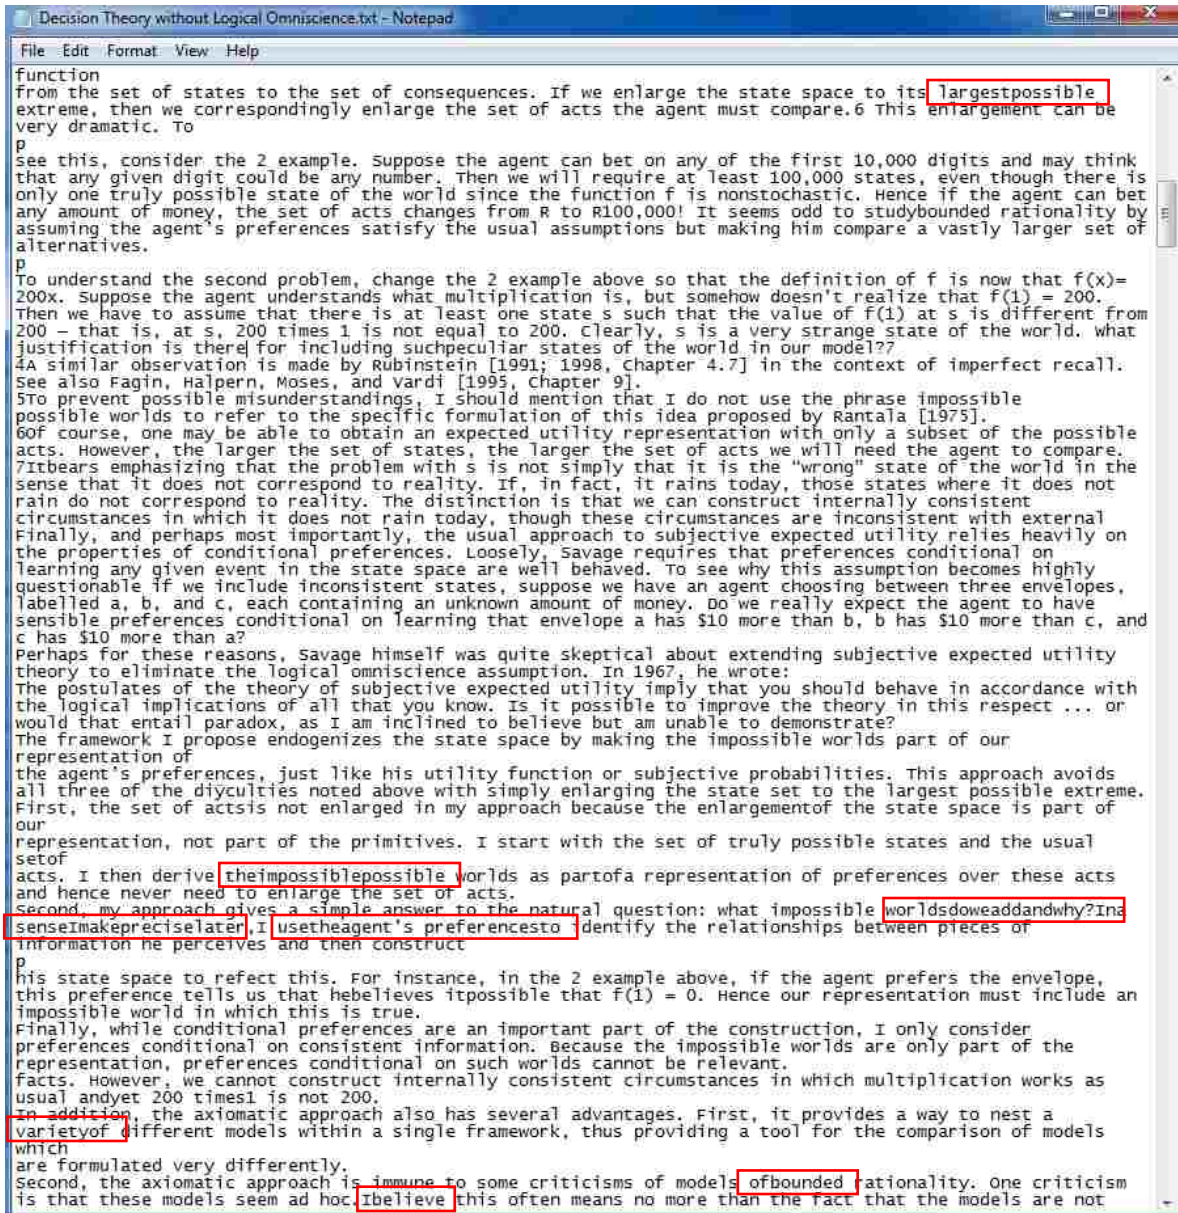 Decision Theory without Logical Omniscience.txt - Notepad
File Edit Format View Help
function
from the set of states to the set of consequences. If we enlarge the state space to its largestpossible
extreme, then we correspondingly enlarge the set of acts the agent must compare.6 This enlargement can be
very dramatic. To
p
see this, consider the 2 example. Suppose the agent can bet on any of the first 10,000 digits and may think
that any given digit could be any number. Then we will require at least 100,000 states, even though there is
only one truly possible state of the world since the function f is nonstochastic. Hence if the agent can bet
any amount of money, the set of acts changes from R to R100,000! It seems odd to studybounded rationality by
assuming the agent's preferences satisfy the usual assumptions but making him compare a vastly larger set of
alternatives.
p
To understand the second problem, change the 2 example above so that the definition of f is now that f(x)=
200x. Suppose the agent understands what multiplication is, but somehow doesn't realize that f(1) = 200.
Then we have to assume that there is at least one state s such that the value of f(1) at s is different from
200 – that is, at s, 200 times 1 is not equal to 200. Clearly, s is a very strange state of the world. What
justification is there for including suchpeculiar states of the world in our model?7
4A similar observation is made by Rubinstein [1991; 1998, Chapter 4.7] in the context of imperfect recall.
See also Fagin, Halpern, Moses, and Vardi [1995, Chapter 9].
5To prevent possible misunderstandings, I should mention that I do not use the phrase impossible
possible worlds to refer to the specific formulation of this idea proposed by Rantala [1975].
6Of course, one may be able to obtain an expected utility representation with only a subset of the possible
acts. However, the larger the set of states, the larger the set of acts we will need the agent to compare.
7Itbears emphasizing that the problem with s is not simply that it is the "wrong" state of the world in the
sense that it does not correspond to reality. If, in fact, it rains today, those states where it does not
rain do not correspond to reality. The distinction is that we can construct internally consistent
circumstances in which it does not rain today, though these circumstances are inconsistent with external
Finally, and perhaps most importantly, the usual approach to subjective expected utility relies heavily on
the properties of conditional preferences. Loosely, Savage requires that preferences conditional on
learning any given event in the state space are well behaved. To see why this assumption becomes highly
questionable if we include inconsistent states, suppose we have an agent choosing between three envelopes,
labelled a, b, and c, each containing an unknown amount of money. Do we really expect the agent to have
sensible preferences conditional on learning that envelope a has $10 more than b, b has $10 more than c, and
c has $10 more than a?
Perhaps for these reasons, Savage himself was quite skeptical about extending subjective expected utility
theory to eliminate the logical omniscience assumption. In 1967, he wrote:
The postulates of the theory of subjective expected utility imply that you should behave in accordance with
the logical implications of all that you know. Is it possible to improve the theory in this respect ... or
would that entail paradox, as I am inclined to believe but am unable to demonstrate?
The framework I propose endogenizes the state space by making the impossible worlds part of our
representation of
the agent's preferences, just like his utility function or subjective probabilities. This approach avoids
all three of the diyculties noted above with simply enlarging the state set to the largest possible extreme.
First, the set of actsis not enlarged in my approach because the enlargementof the state space is part of
our
representation, not part of the primitives. I start with the set of truly possible states and the usual
setof
acts. I then derive theimpossiblepossible worlds as partofa representation of preferences over these acts
and hence never need to enlarge the set of acts.
Second, my approach gives a simple answer to the natural question: what impossible worldsdoweaddandwhy?Ina
senseImakepreciselater,I usetheagent's preferencesto identify the relationships between pieces of
information he perceives and then construct
p
his state space to refect this. For instance, in the 2 example above, if the agent prefers the envelope,
this preference tells us that hebelieves itpossible that f(1) = 0. Hence our representation must include an
impossible world in which this is true.
Finally, while conditional preferences are an important part of the construction, I only consider
preferences conditional on consistent information. Because the impossible worlds are only part of the
representation, preferences conditional on such worlds cannot be relevant.
facts. However, we cannot construct internally consistent circumstances in which multiplication works as
usual andyet 200 times1 is not 200.
In addition, the axiomatic approach also has several advantages. First, it provides a way to nest a
varietyof different models within a single framework, thus providing a tool for the comparison of models
which
are formulated very differently.
Second, the axiomatic approach is immune to some criticisms of models ofbounded rationality. One criticism
is that these models seem ad hoc.Ibelieve this often means no more than the fact that the models are not